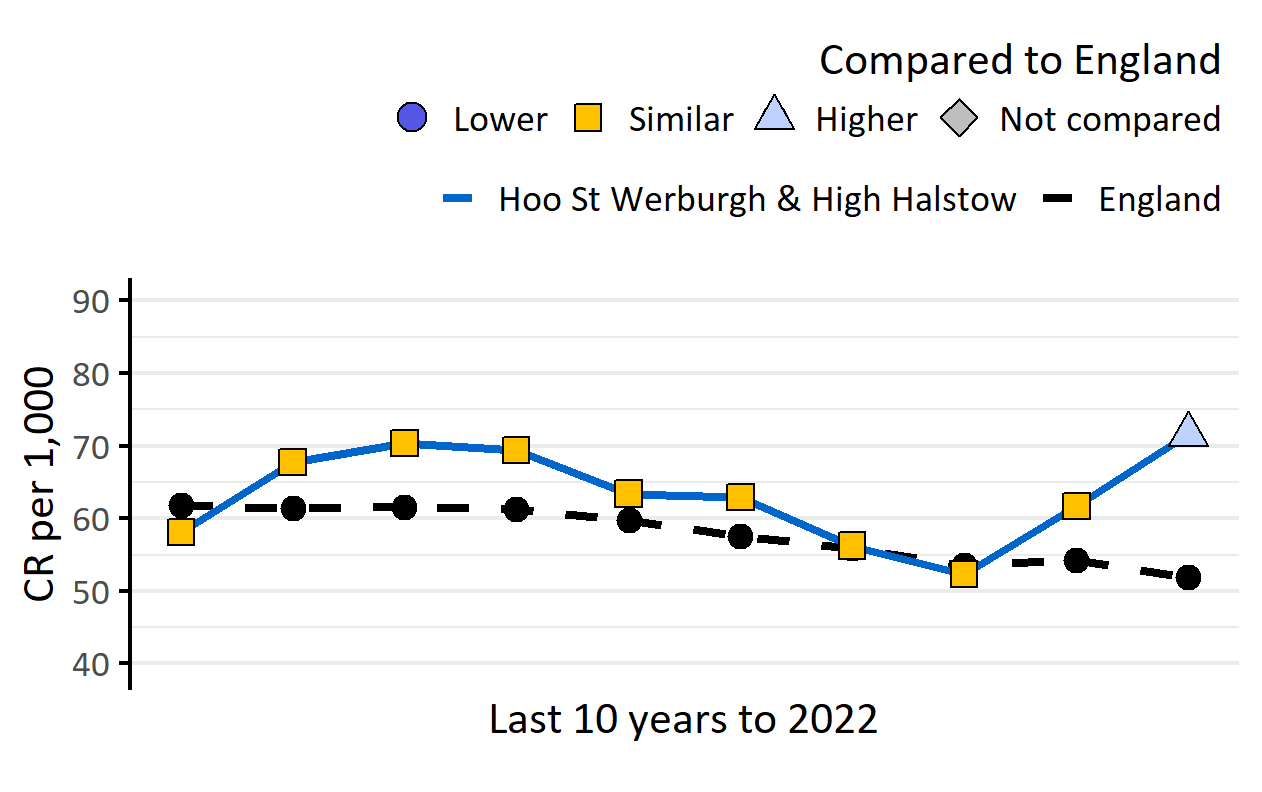 Compared to England
Lower Similar Higher Not compared
Hoo St Werburgh & High Halstow England
90
80
70
60
50
40
CR per 1,000
Last 10 years to 2022